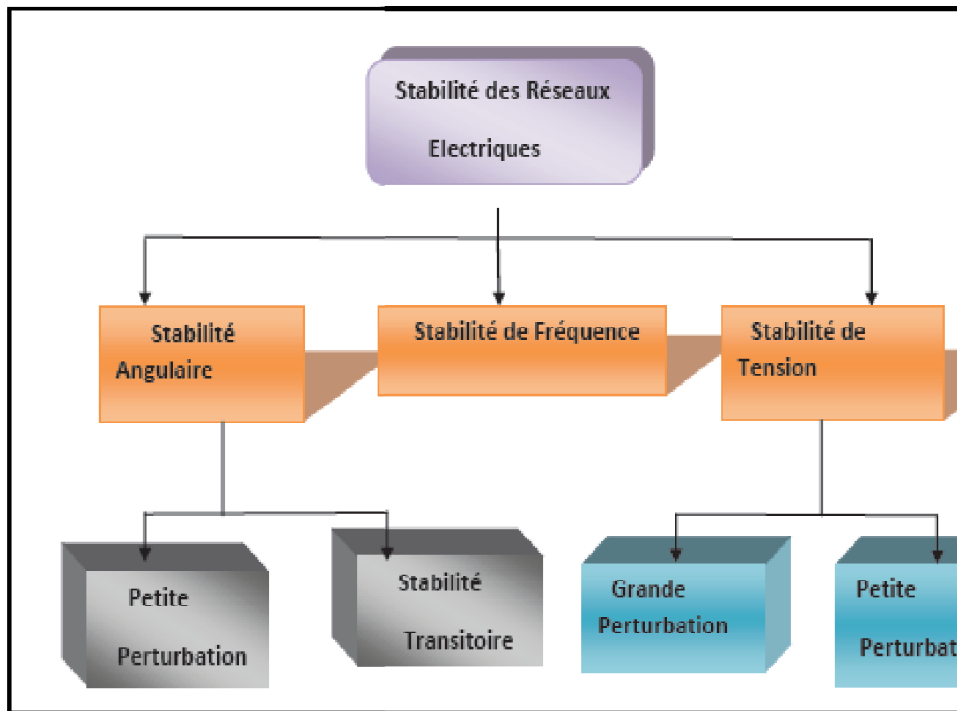 Stabilité des Réseaux
Electriques
Stabilité
Angulaire
Stabilité de Fréquence
Stabilité de
Tension
Petite
Perturbation
Stabilité
Transitoire
Grande
Perturbation
Petite
Perturbat